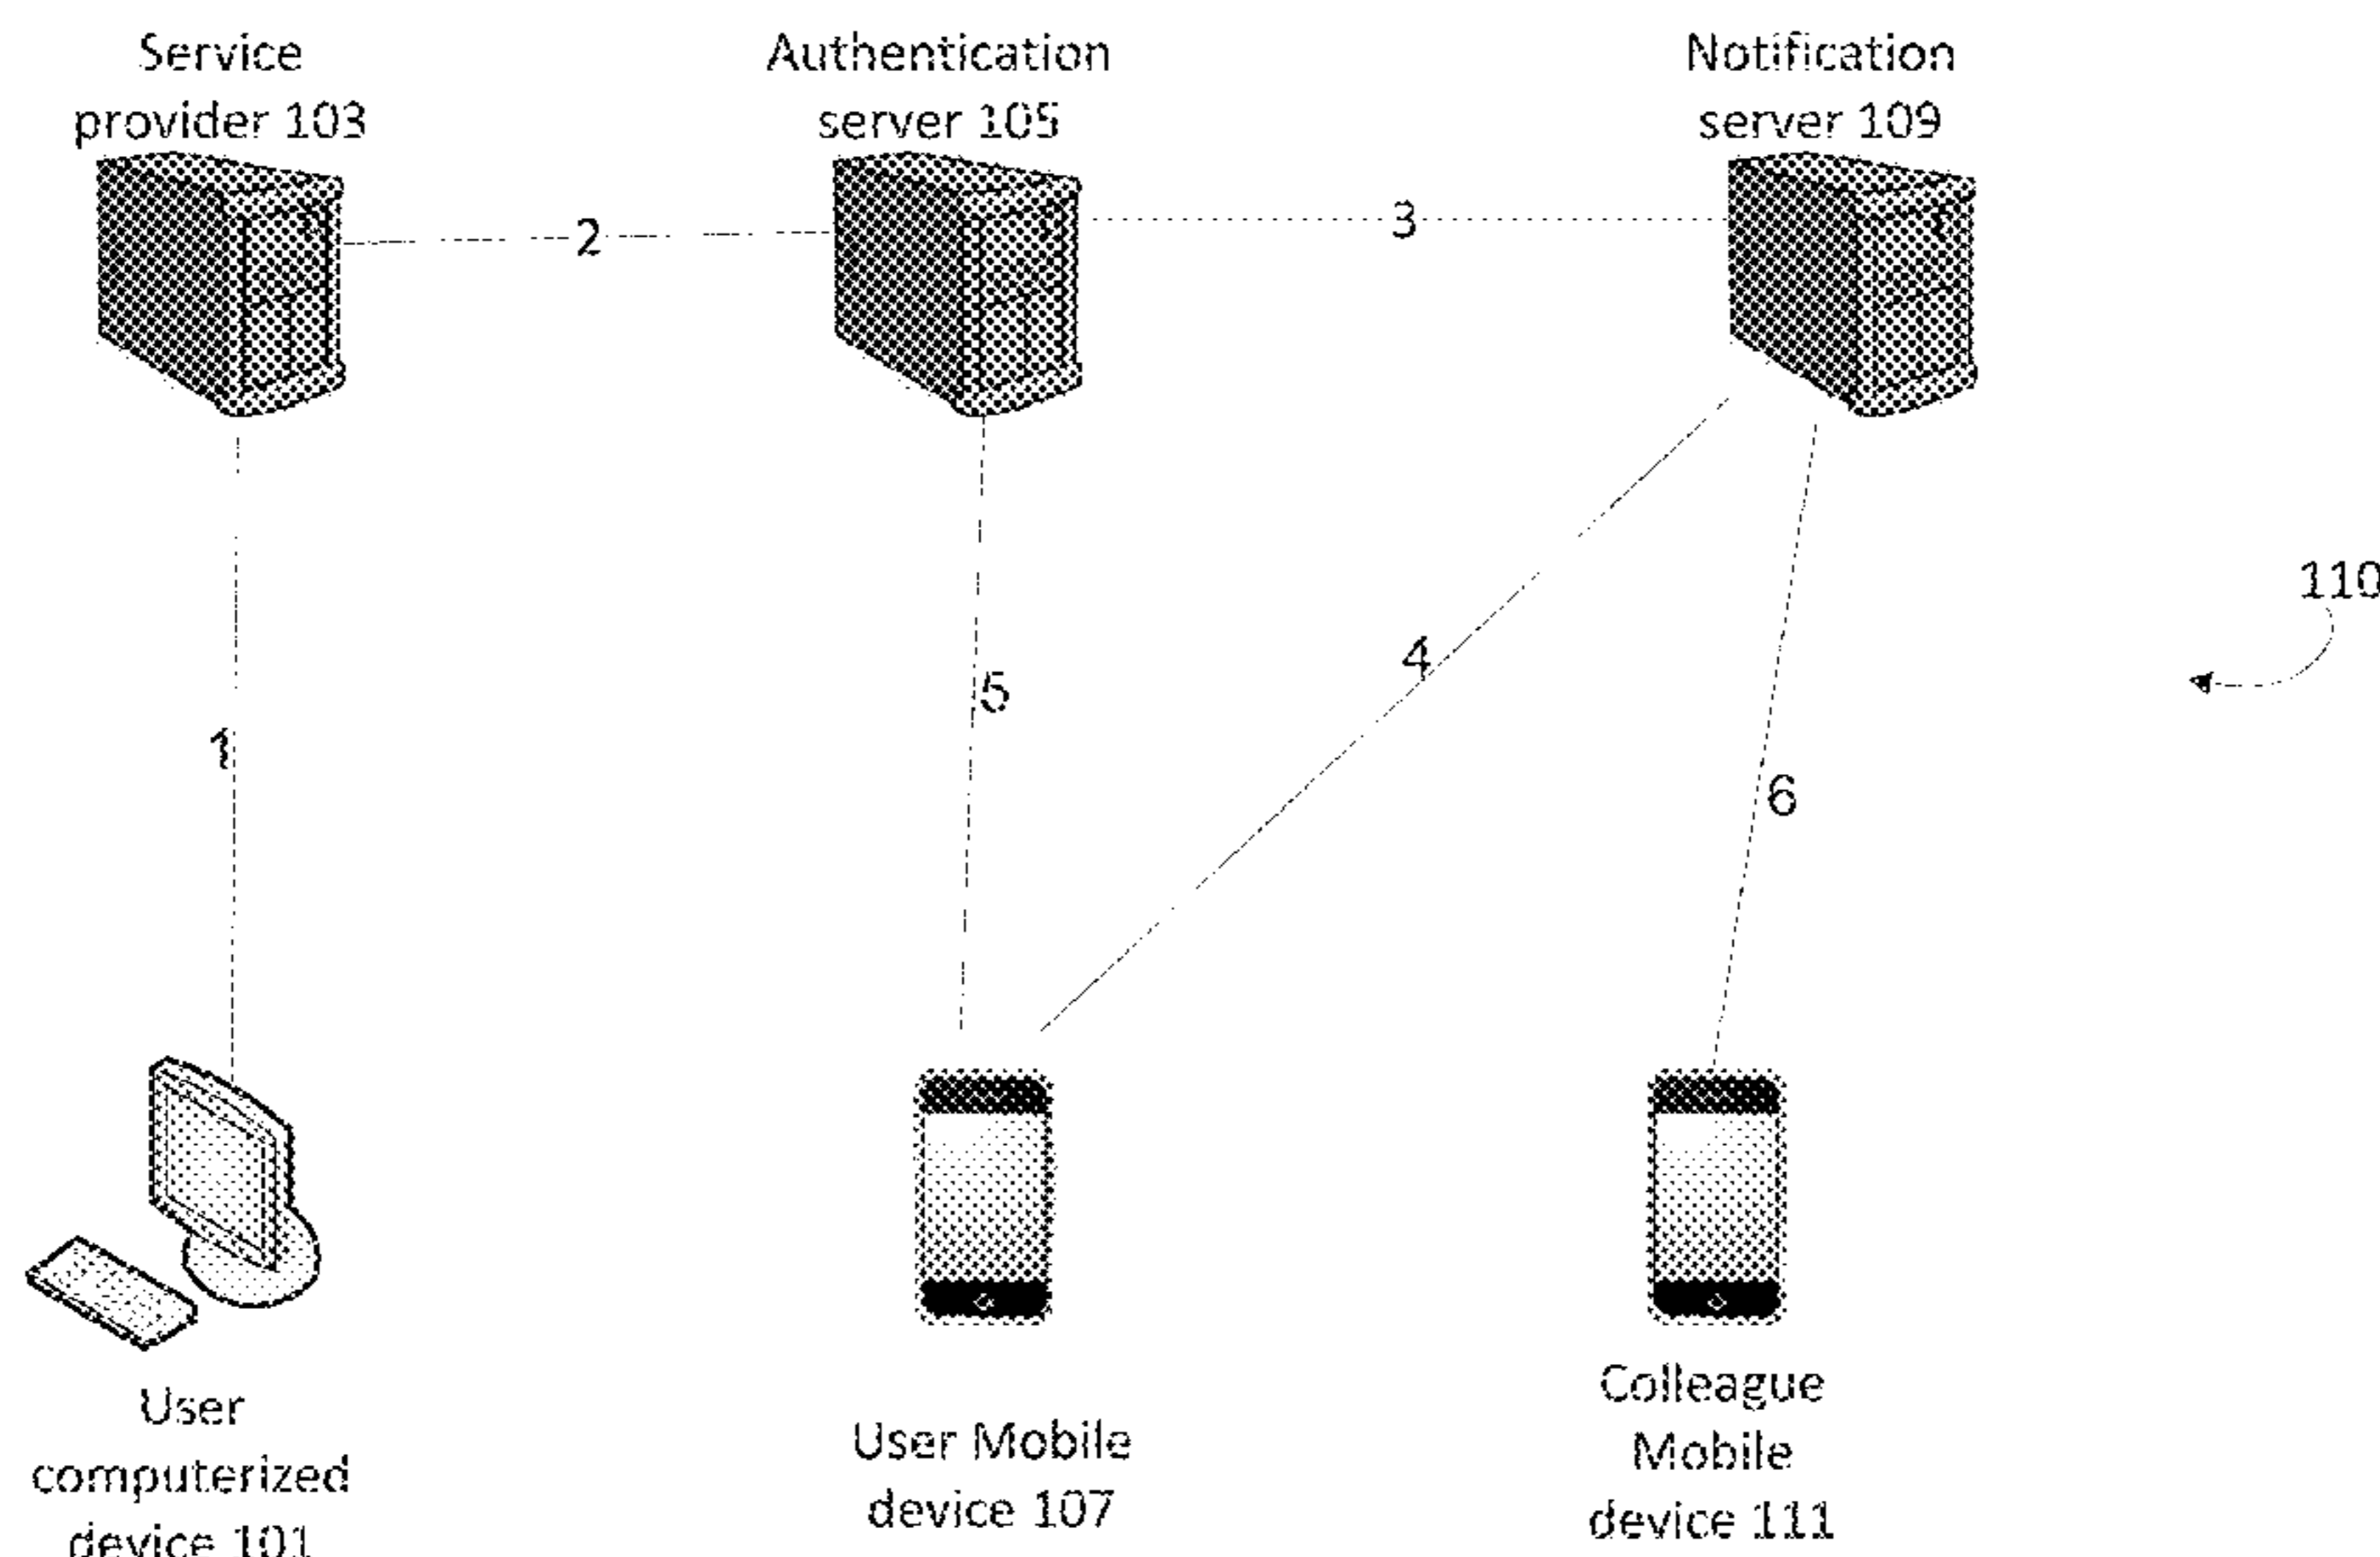 Service
provider 103
Authentication
server 105
Notification
server 109
2
3
110
4
5
1
6
User
computerized
device 101
User Mobile
device 107
Colleague
Mobile
device 111